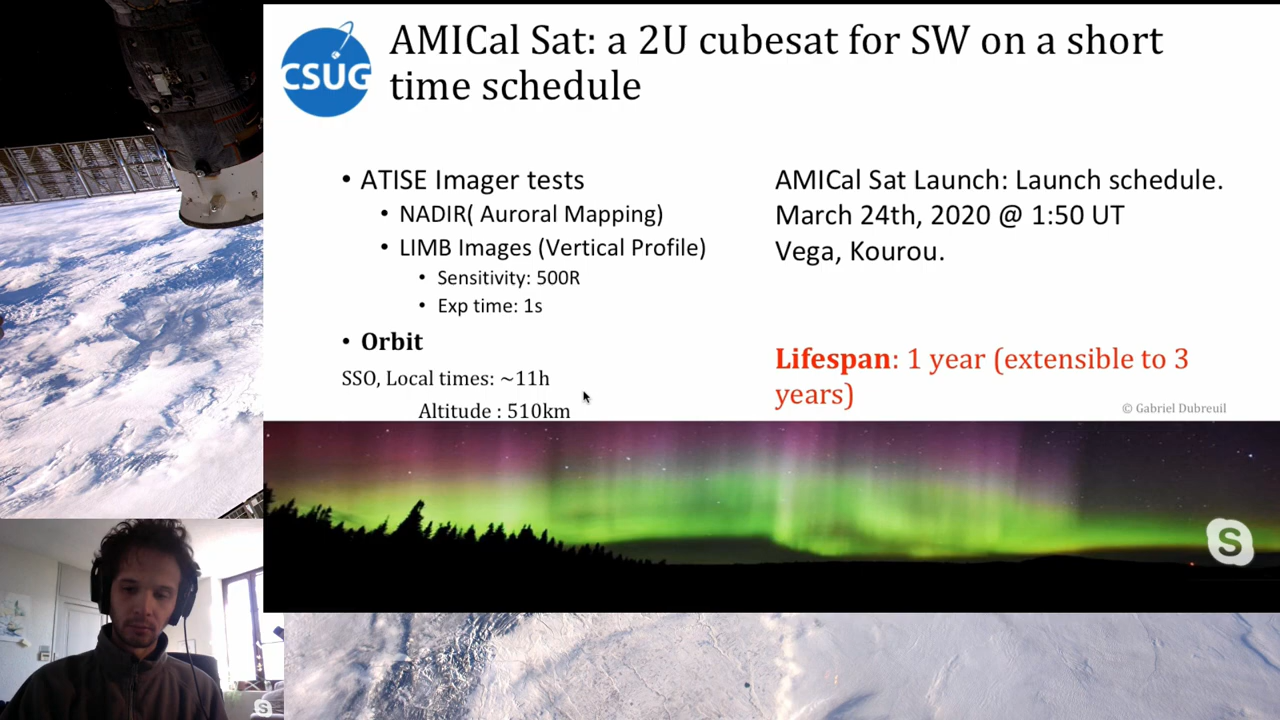 CSUG
AMICal Sat: a 2U cubesat for SW on a short
time schedule
• ATISE Imager tests
• NADIR( Auroral Mapping)
• LIMB Images (Vertical Profile)
• Sensitivity: 500R
• Exp time: 1s
• Orbit
SSO, Local times: ~11h
Altitude : 510km
AMICal Sat Launch: Launch schedule.
March 24th, 2020 @ 1:50 UT
Vega, Kourou.
Lifespan: 1 year (extensible to 3
years)
© Gabriel Dubreuil
S
S